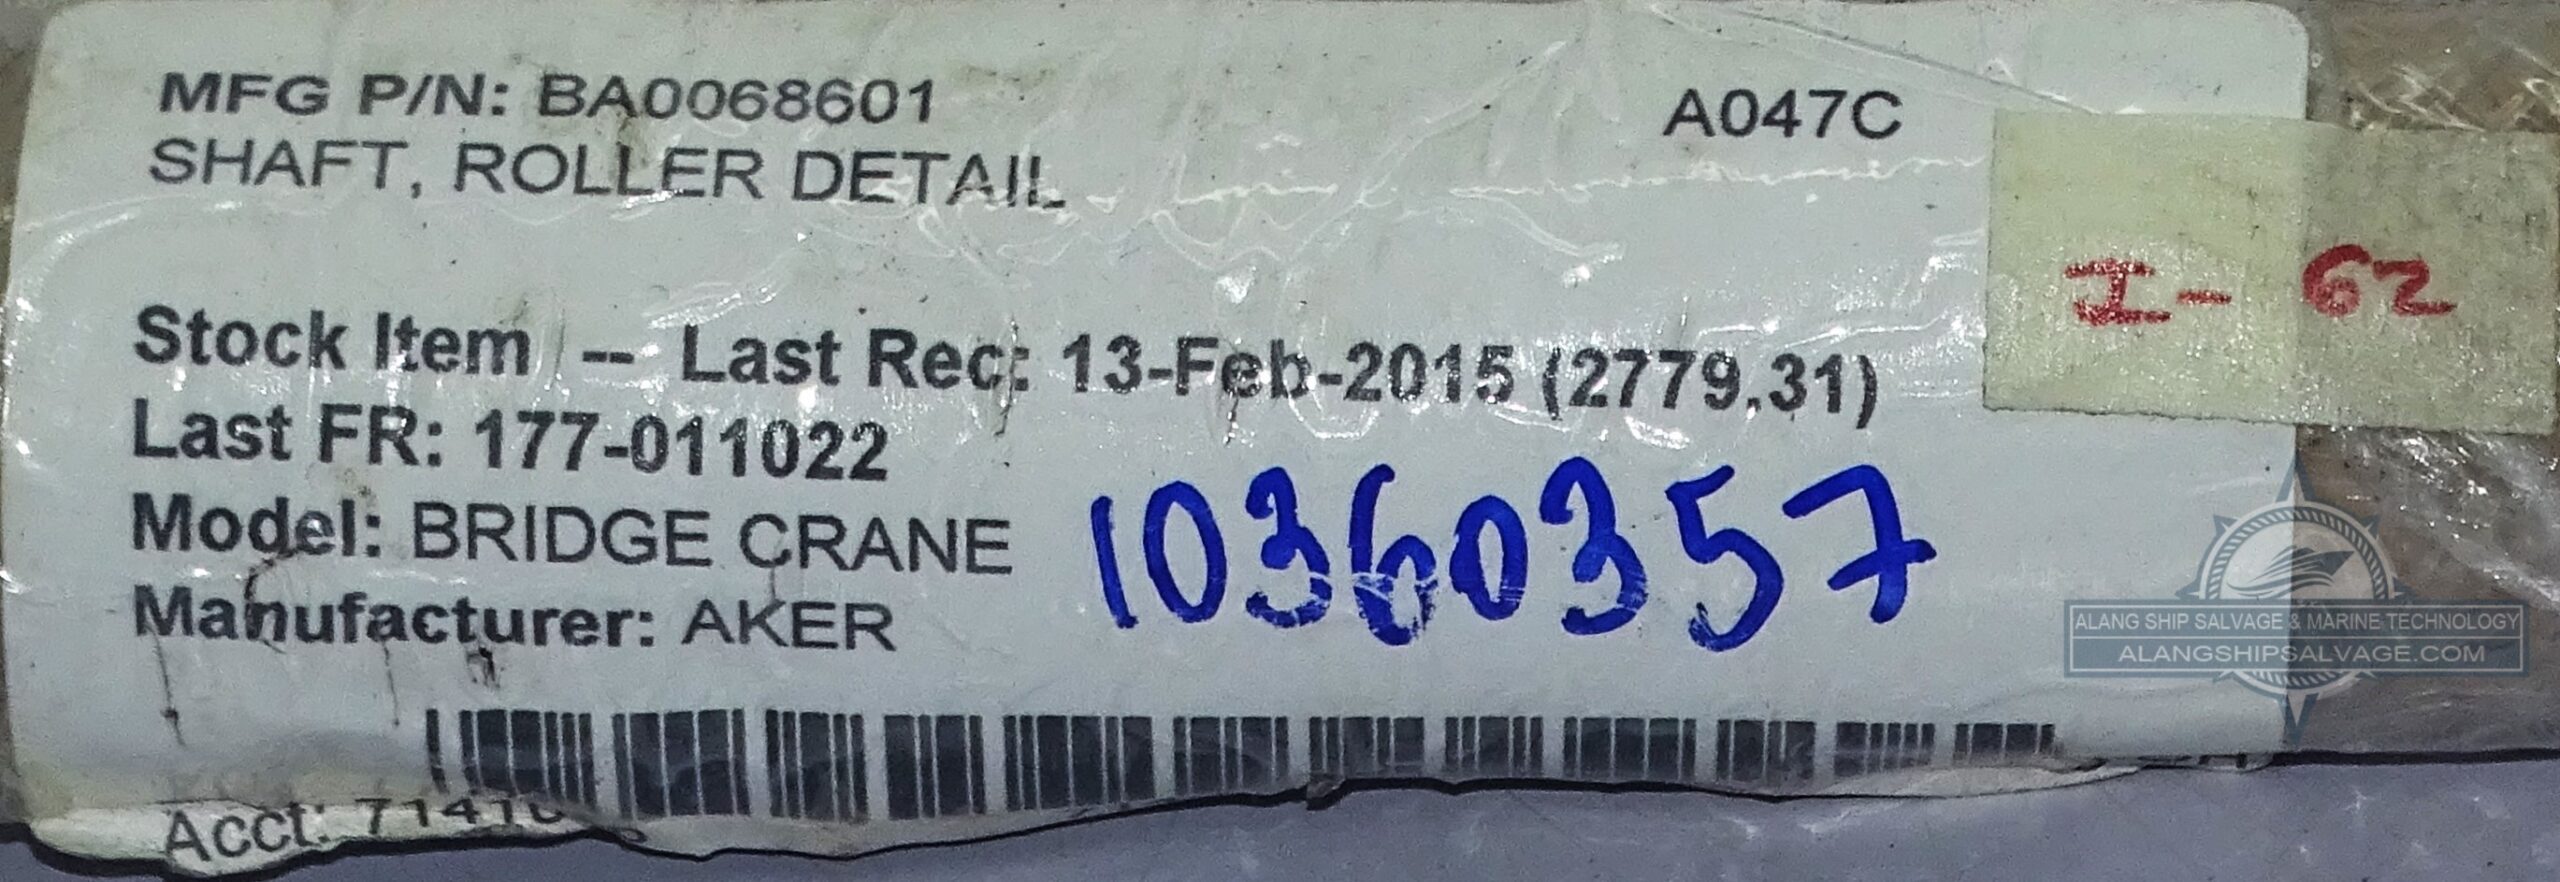 MFG P/N: BA0068601
A047C
SHAFT, ROLLER DETAIL
I- 62
Stock Item -- Last Rec: 13-Feb-2015 (2779.31)
Last FR: 177-011022
Model: BRIDGE CRANE
10360357
Manufacturer: AKER
Acct:
ALANG SHIP SALVAGE & MARINE TECHNOLOGY
ALANGSHIPSALVAGE.COM